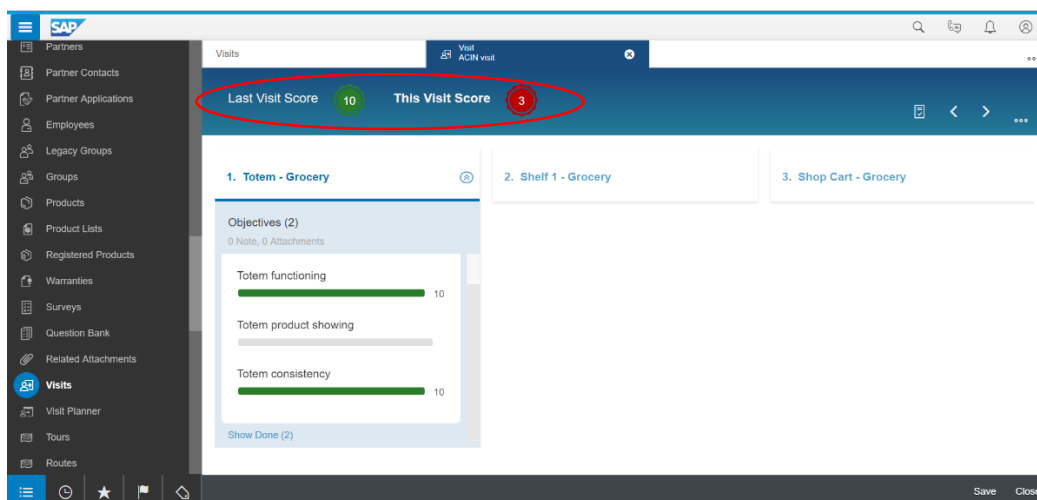 SAP
Partners
Partner Contacts
Partner Applications
Employees
Legacy Groups
Groups
Products
Product Lists
Registered Products
Warranties
Surveys
Question Bank
Related Attachments
Visits
Visit Planner
Tours
Routes
Visits
Visit
ACIN visit
Last Visit Score 10 This Visit Score 3
1. Totem - Grocery
2. Shelf 1 - Grocery
3. Shop Cart - Grocery
Objectives (2)
0 Note, 0 Attachments
Totem functioning
10
Totem product showing
Totem consistency
10
Show Done (2)
Save Close